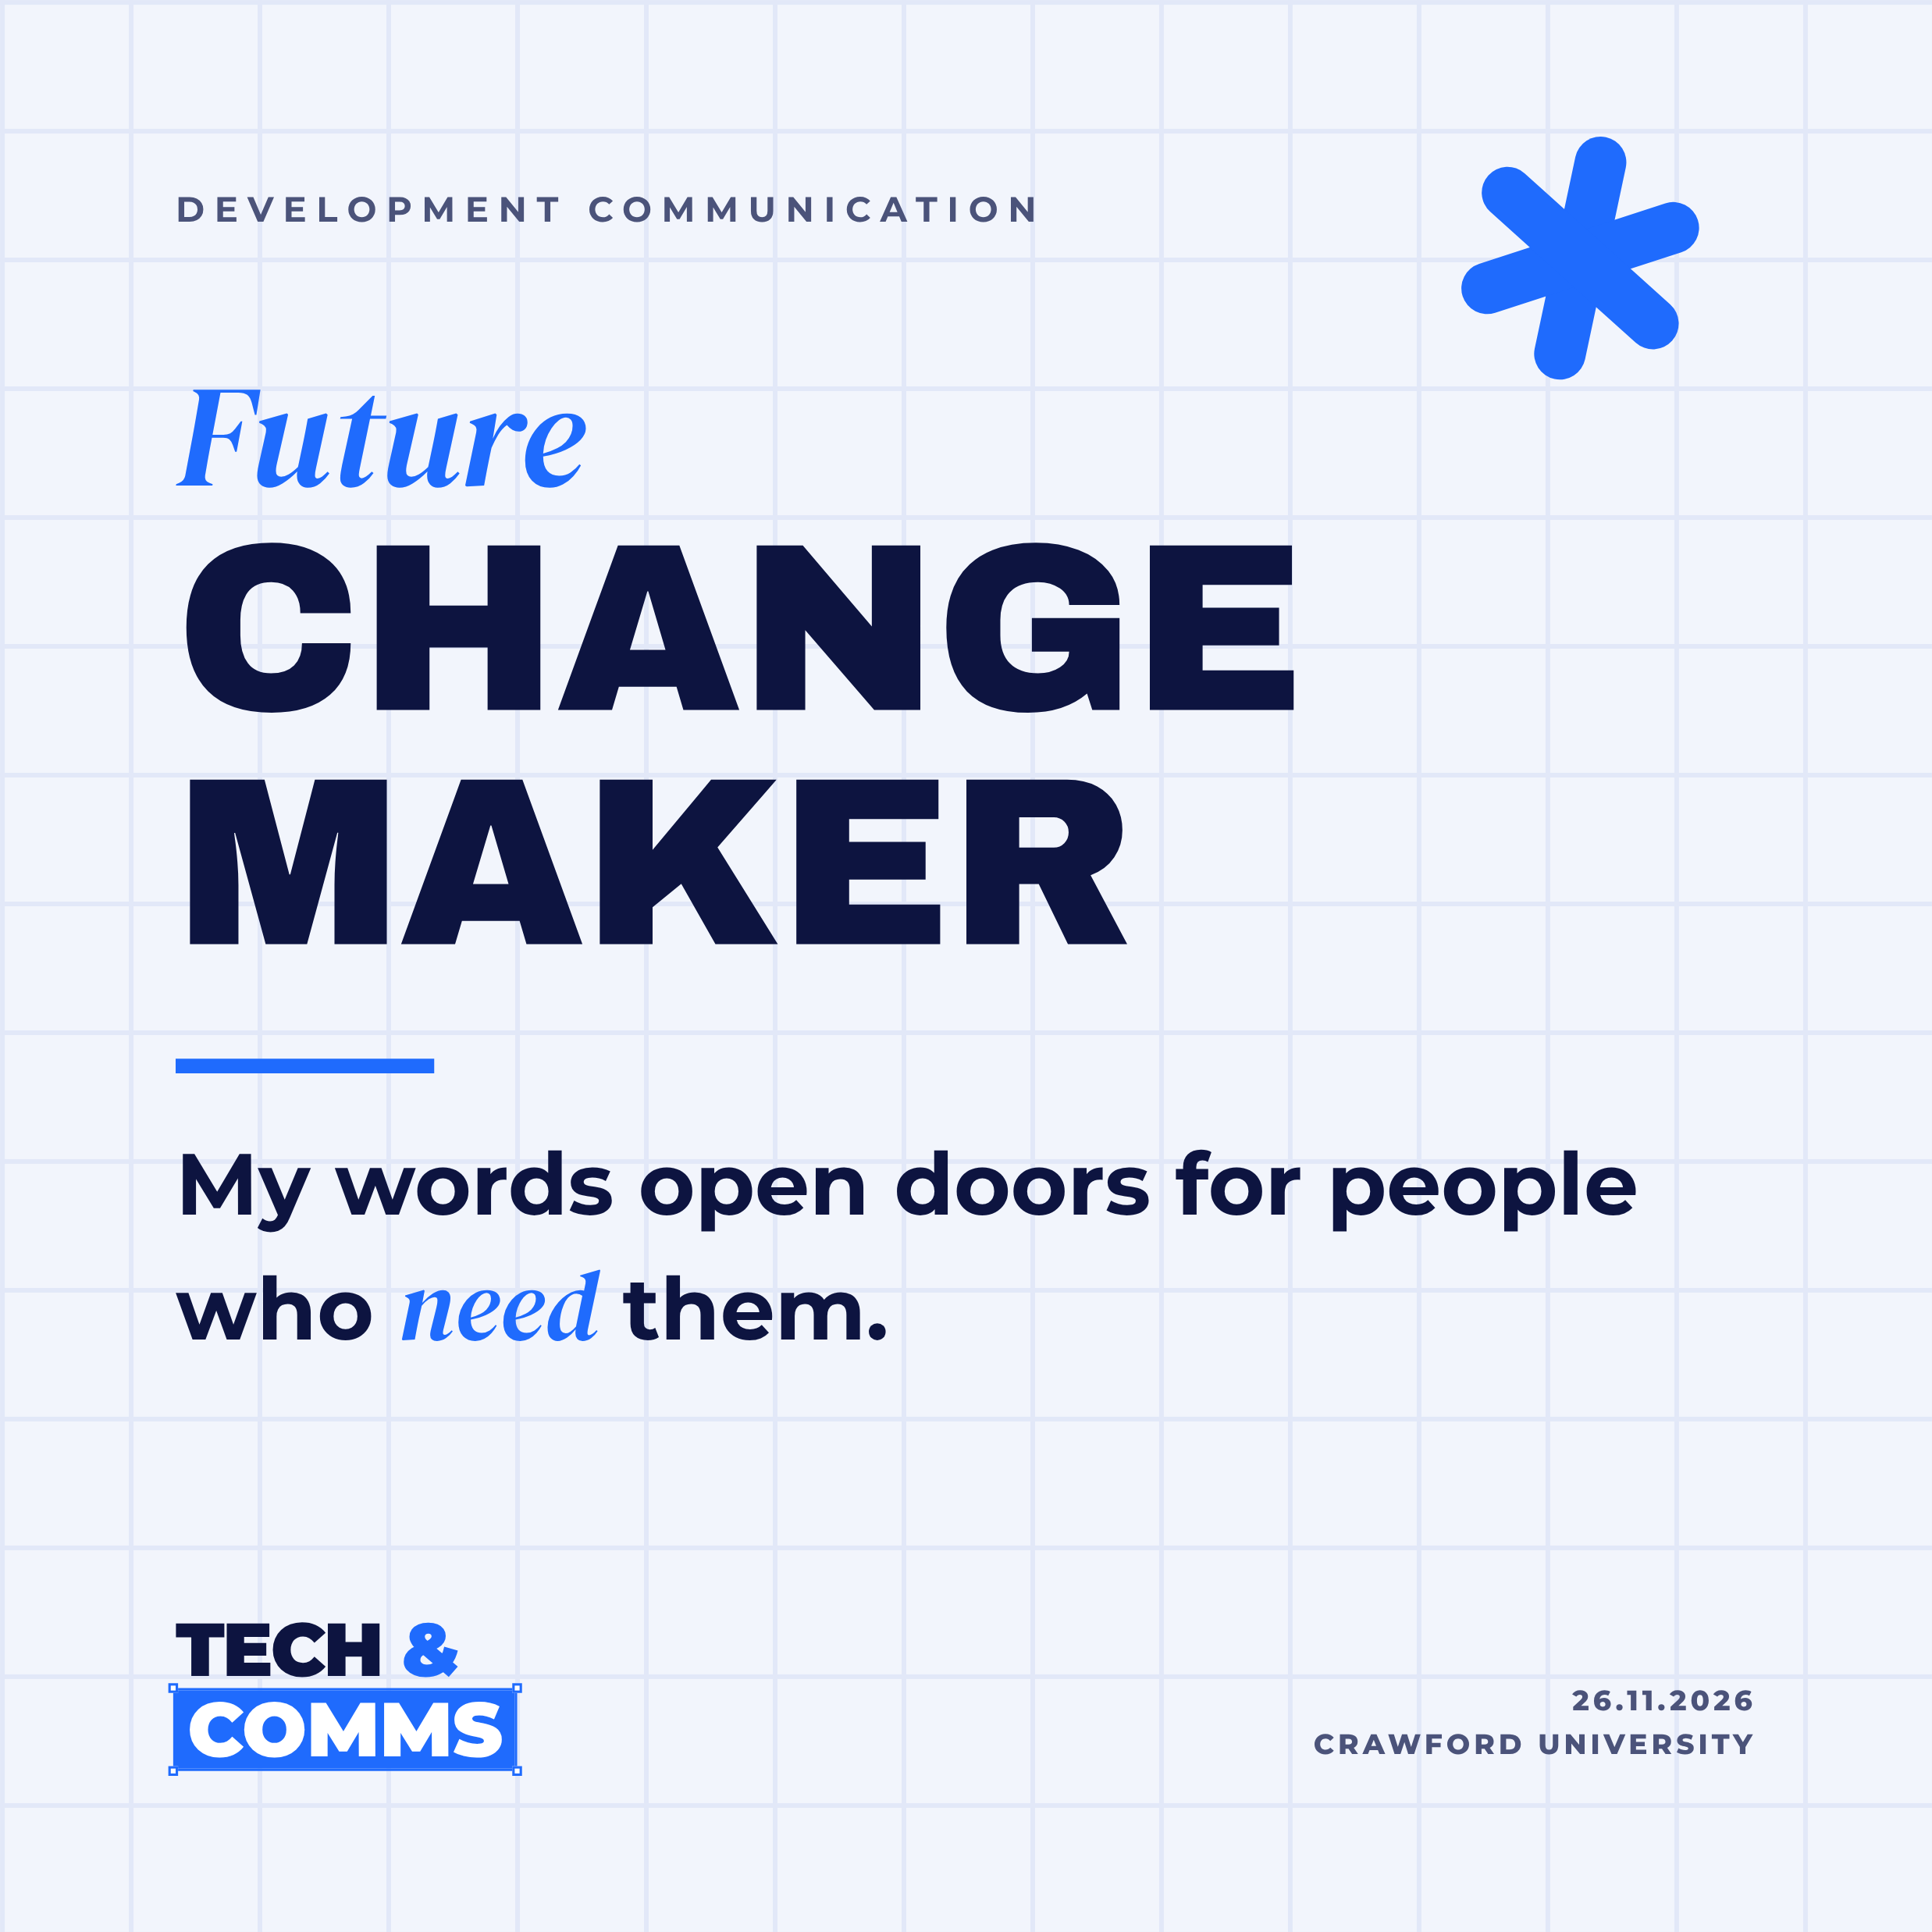 DEVELOPMENT COMMUNICATION
Future
CHANGE
MAKER
My words open doors for people
who need them.
TECH &
COMMS
26.11.2026
CRAWFORD UNIVERSITY